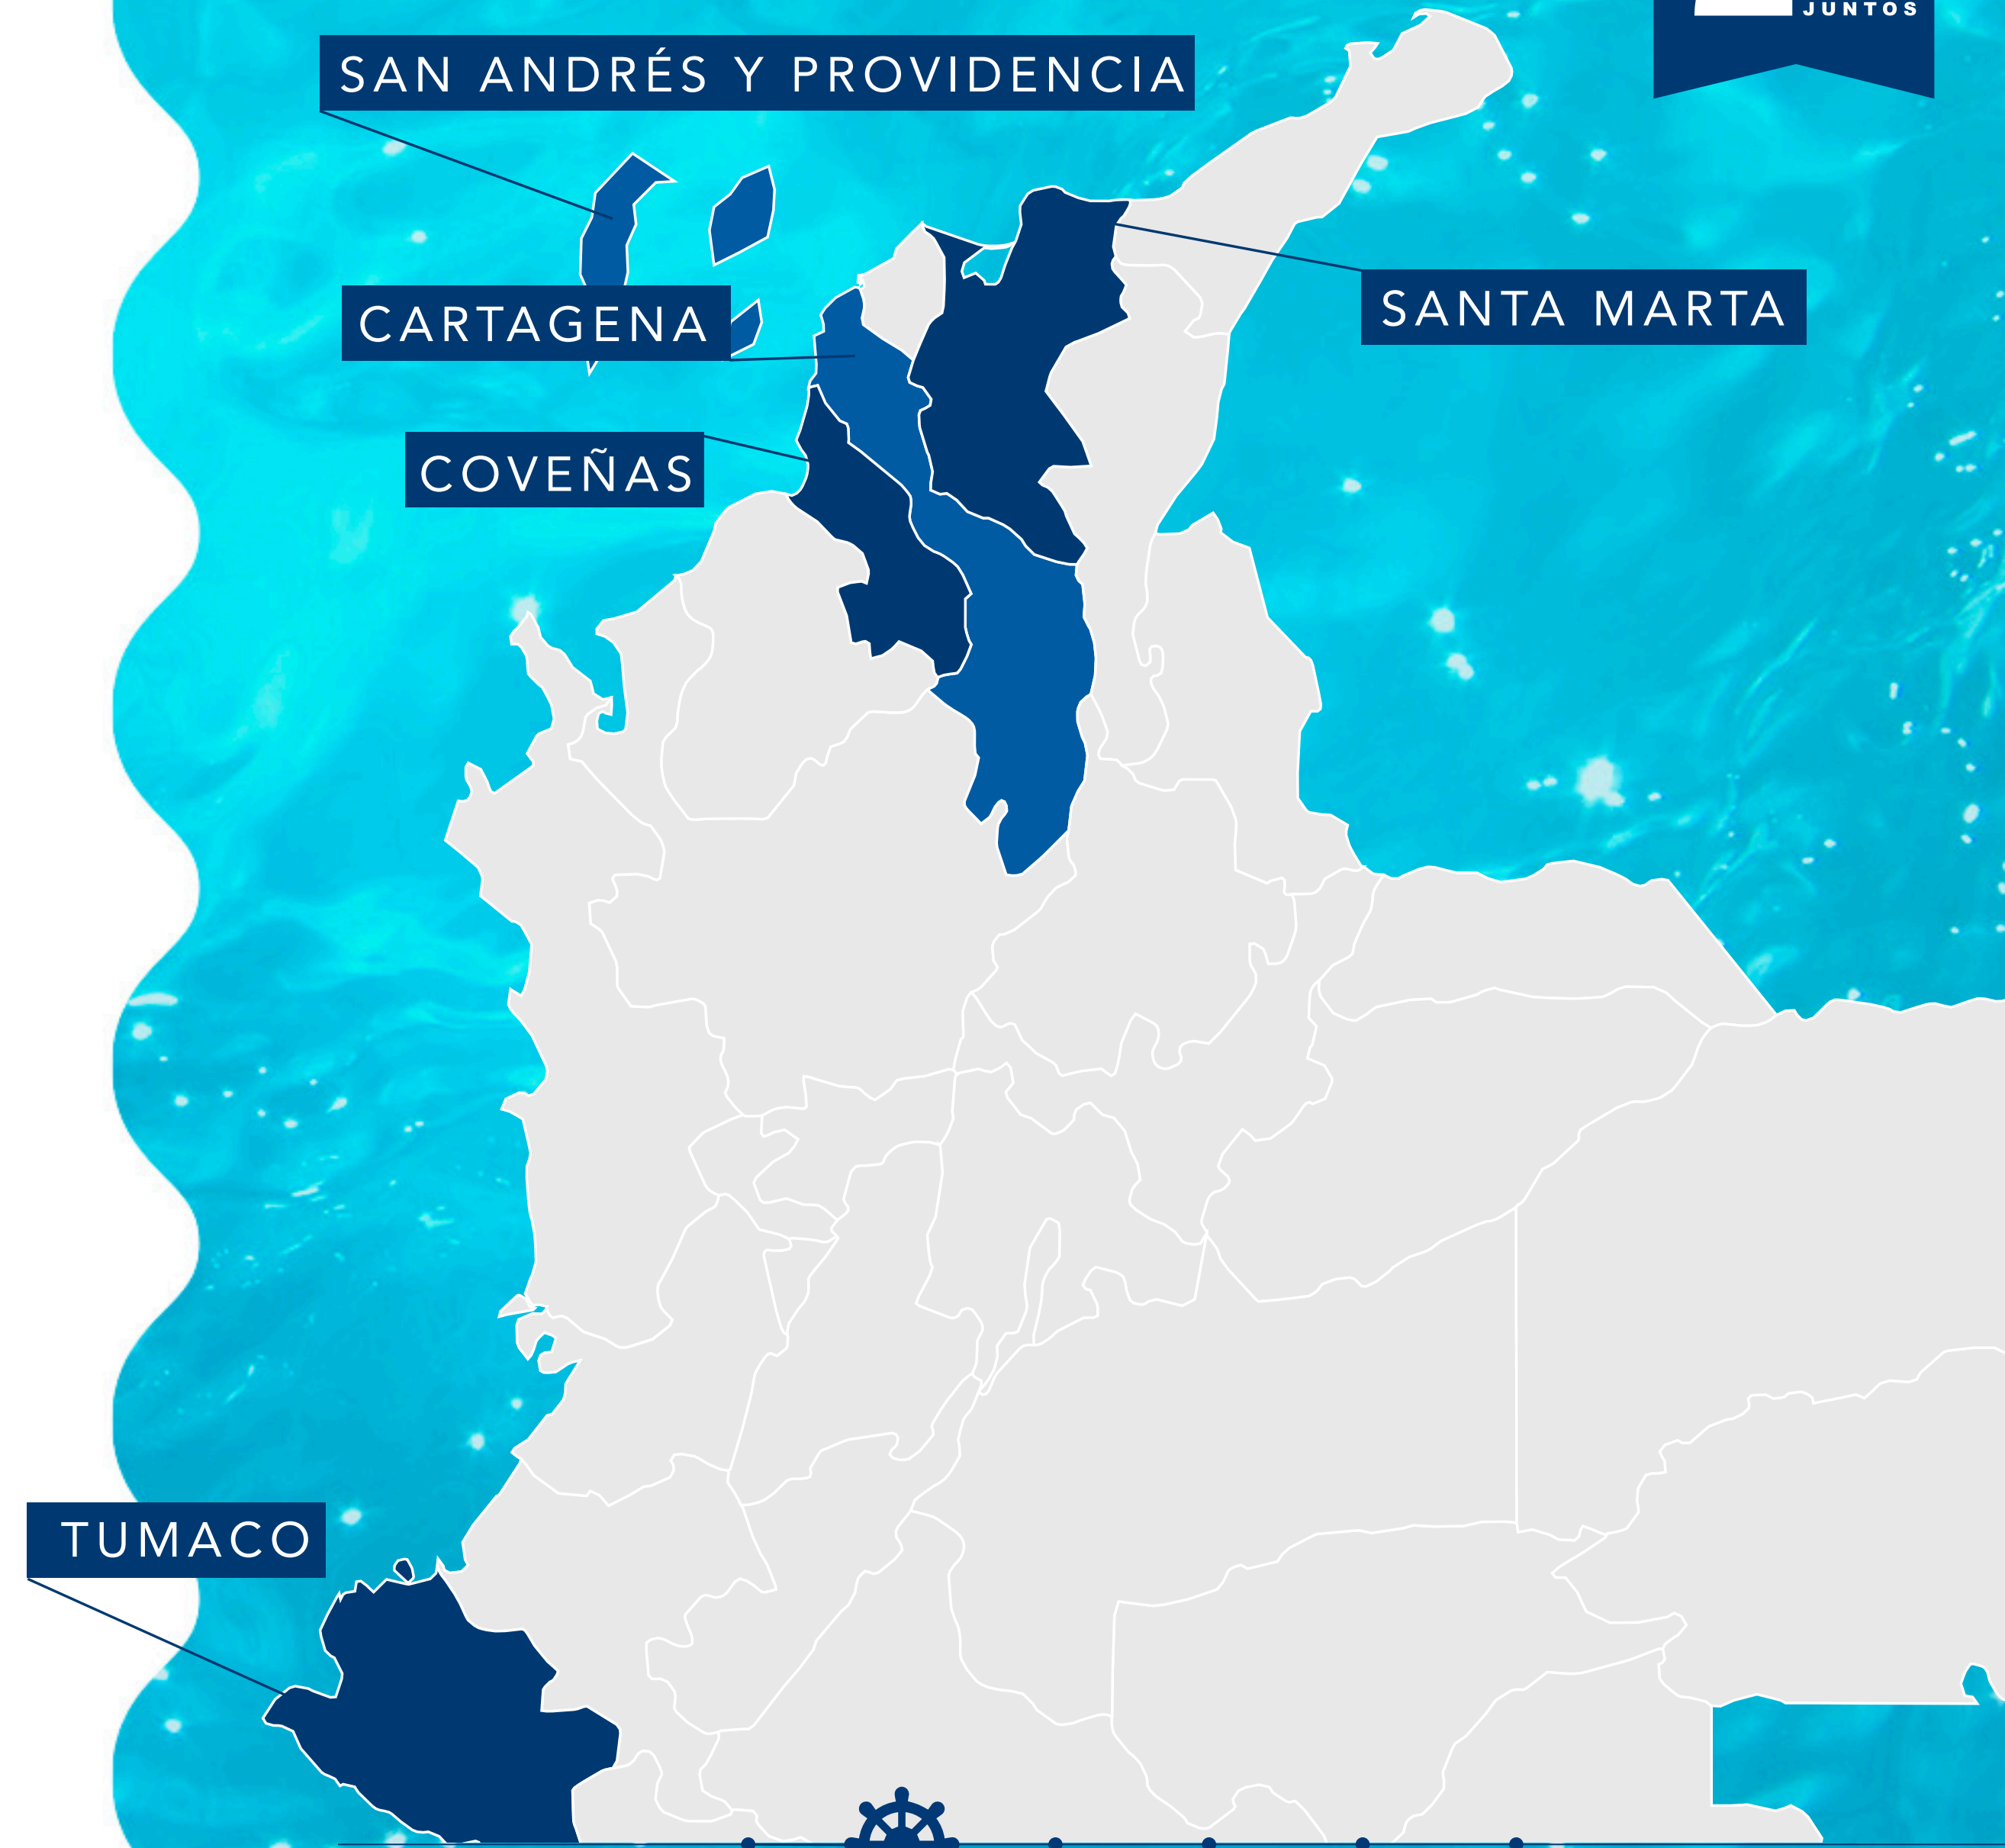 JUNTOS
SAN ANDRÉS Y PROVIDENCIA
SANTA MARTA
CARTAGENA
COVEÑAS
TUMACO